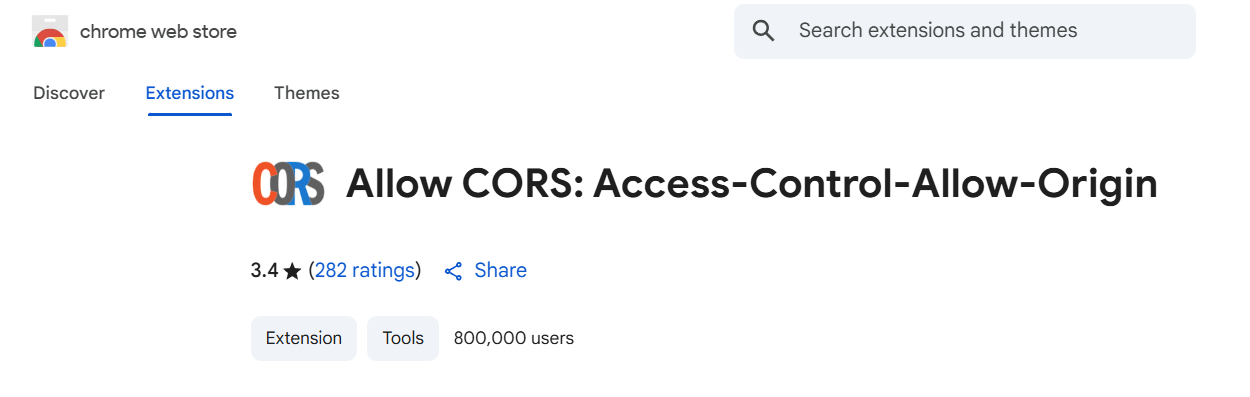 chrome web store
Search extensions and themes
Discover Extensions Themes
CORS Allow CORS: Access-Control-Allow-Origin
3.4 ★ (282 ratings) Share
Extension Tools 800,000 users